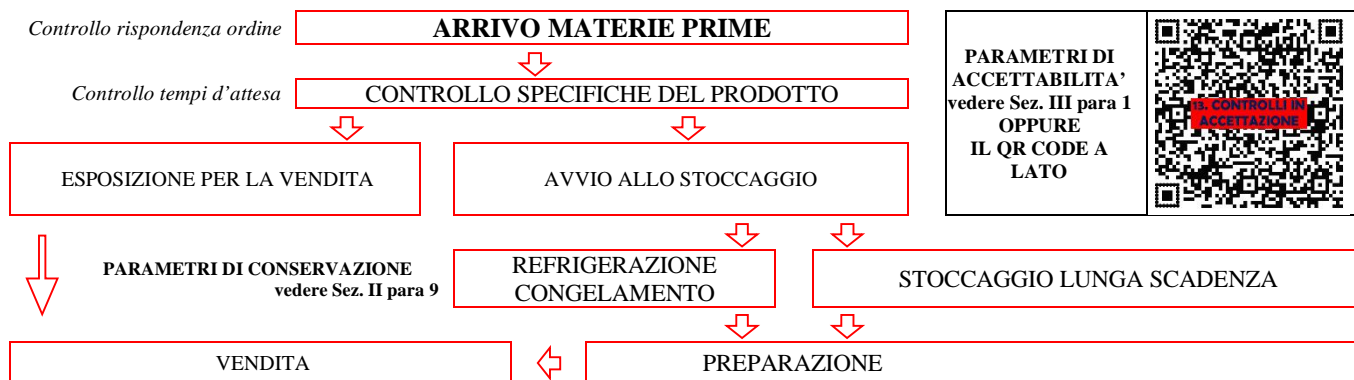 Controllo rispondenza ordine
ARRIVO MATERIE PRIME
Controllo tempi d'attesa
CONTROLLO SPECIFICHE DEL PRODOTTO
PARAMETRI DI
ACCETTABILITA'
vedere Sez. III para 1
OPPURE
IL QR CODE A
LATO
13. CONTROLLI IN
ACCETTAZIONE
ESPOSIZIONE PER LA VENDITA
AVVIO ALLO STOCCAGGIO
PARAMETRI DI CONSERVAZIONE
vedere Sez. II para 9
REFRIGERAZIONE
CONGELAMENTO
STOCCAGGIO LUNGA SCADENZA
VENDITA
PREPARAZIONE